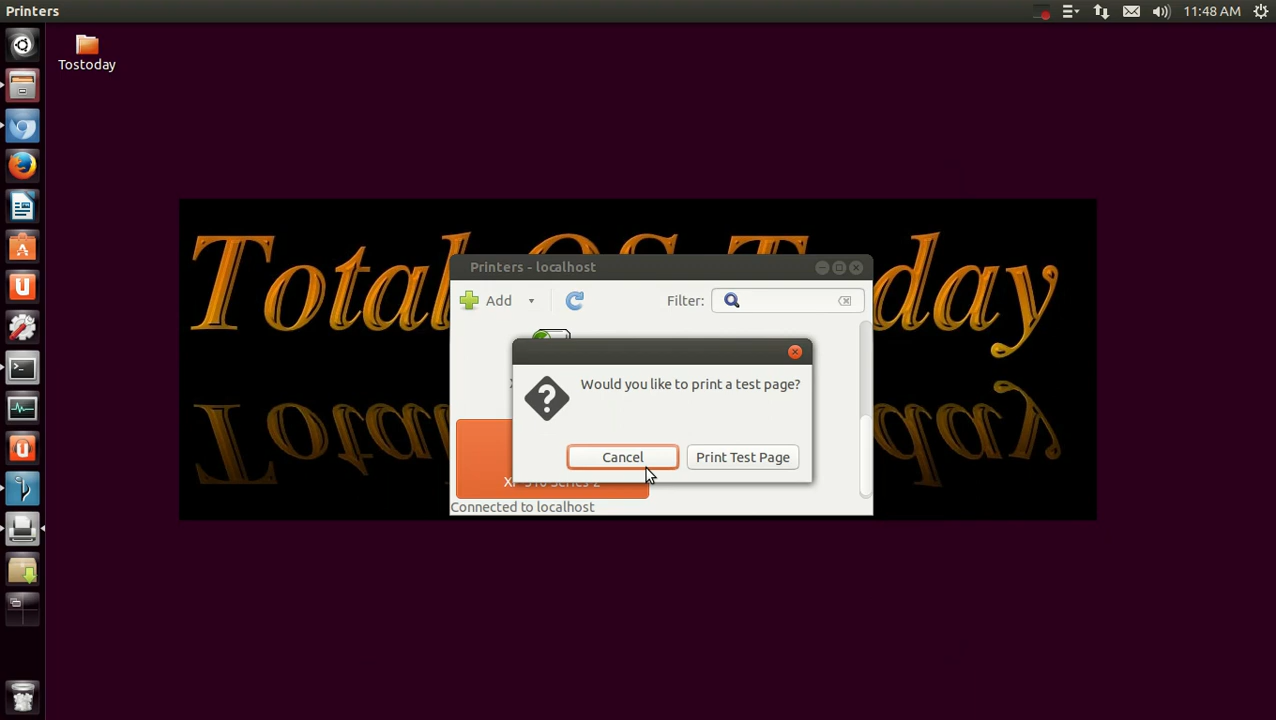 Printers
11:48 AM
Tostoday
Total OS Today
Printers - localhost
Add
Filter:
Would you like to print a test page?
Cancel
Print Test Page
Connected to localhost